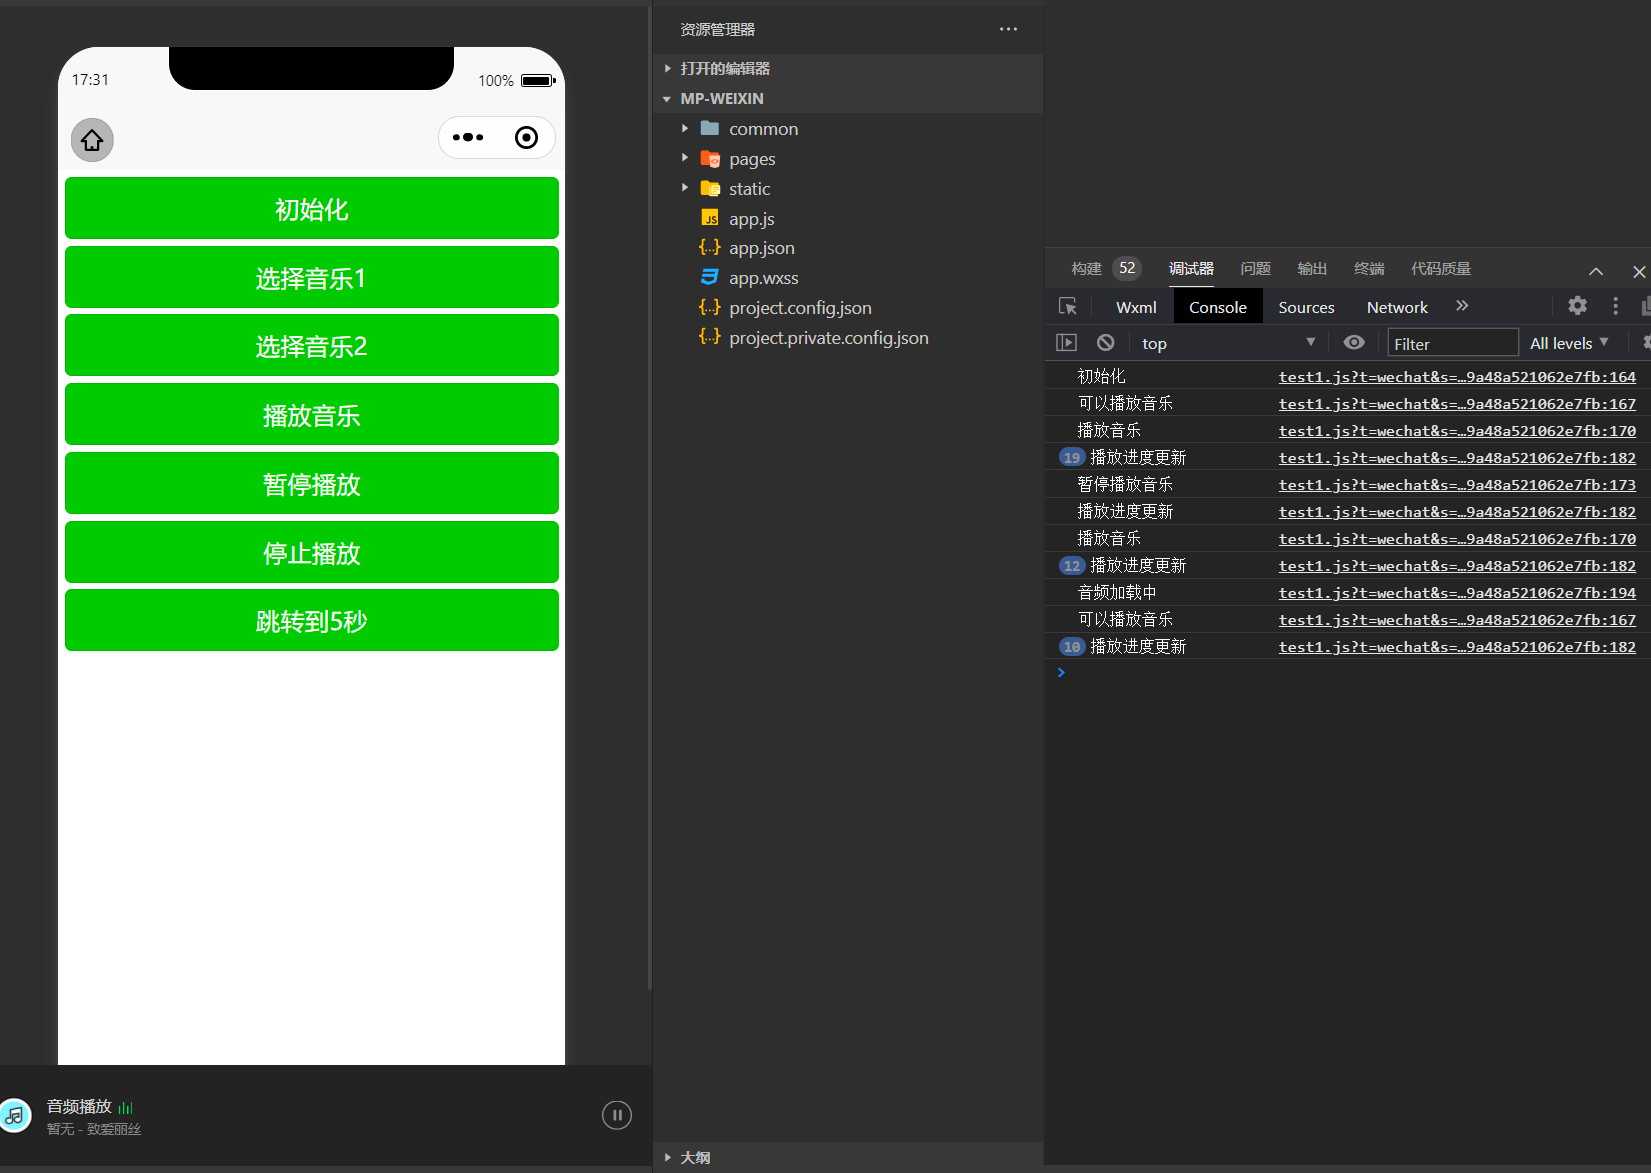 17:31
100%
初始化
选择音乐1
选择音乐2
播放音乐
暂停播放
停止播放
跳转到5秒
音频播放
暂无 - 致爱丽丝
资源管理器
打开的编辑器
MP-WEIXIN
common
pages
static
app.js
app.json
app.wxss
project.config.json
project.private.config.json
大纲
构建 52 调试器 问题 输出 终端 代码质量
Wxml Console Sources Network
top Filter All levels
初始化 test1.js?t=wechat&s=…9a48a521062e7fb:164
可以播放音乐 test1.js?t=wechat&s=…9a48a521062e7fb:167
播放音乐 test1.js?t=wechat&s=…9a48a521062e7fb:170
19 播放进度更新 test1.js?t=wechat&s=…9a48a521062e7fb:182
暂停播放音乐 test1.js?t=wechat&s=…9a48a521062e7fb:173
播放进度更新 test1.js?t=wechat&s=…9a48a521062e7fb:182
播放音乐 test1.js?t=wechat&s=…9a48a521062e7fb:170
12 播放进度更新 test1.js?t=wechat&s=…9a48a521062e7fb:182
音频加载中 test1.js?t=wechat&s=…9a48a521062e7fb:194
可以播放音乐 test1.js?t=wechat&s=…9a48a521062e7fb:167
10 播放进度更新 test1.js?t=wechat&s=…9a48a521062e7fb:182